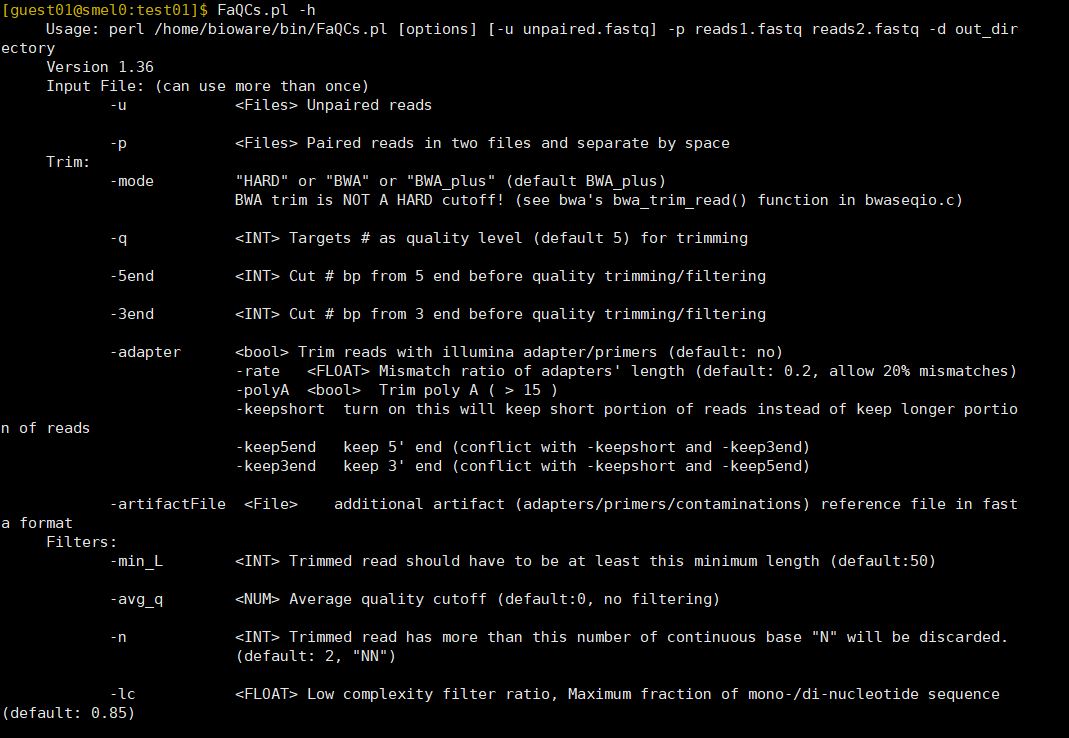 [guest01@smel0:test01]$ FaQCs.pl -h
Usage: perl /home/bioware/bin/FaQCs.pl [options] [-u unpaired.fastq] -p reads1.fastq reads2.fastq -d out_dir
ectory
Version 1.36
Input File: (can use more than once)
-u <Files> Unpaired reads
-p <Files> Paired reads in two files and separate by space
Trim:
-mode "HARD" or "BWA" or "BWA_plus" (default BWA_plus)
BWA trim is NOT A HARD cutoff! (see bwa's bwa_trim_read() function in bwaseqio.c)
-q <INT> Targets # as quality level (default 5) for trimming
-5end <INT> Cut # bp from 5 end before quality trimming/filtering
-3end <INT> Cut # bp from 3 end before quality trimming/filtering
-adapter <bool> Trim reads with illumina adapter/primers (default: no)
-rate <FLOAT> Mismatch ratio of adapters' length (default: 0.2, allow 20% mismatches)
-polyA <bool> Trim poly A ( > 15 )
-keepshort turn on this will keep short portion of reads instead of keep longer portio
n of reads
-keep5end keep 5' end (conflict with -keepshort and -keep3end)
-keep3end keep 3' end (conflict with -keepshort and -keep5end)
-artifactFile <File> additional artifact (adapters/primers/contaminations) reference file in fast
a format
Filters:
-min_L <INT> Trimmed read should have to be at least this minimum length (default:50)
-avg_q <NUM> Average quality cutoff (default:0, no filtering)
-n <INT> Trimmed read has more than this number of continuous base "N" will be discarded.
(default: 2, "NN")
-lc <FLOAT> Low complexity filter ratio, Maximum fraction of mono-/di-nucleotide sequence
(default: 0.85)